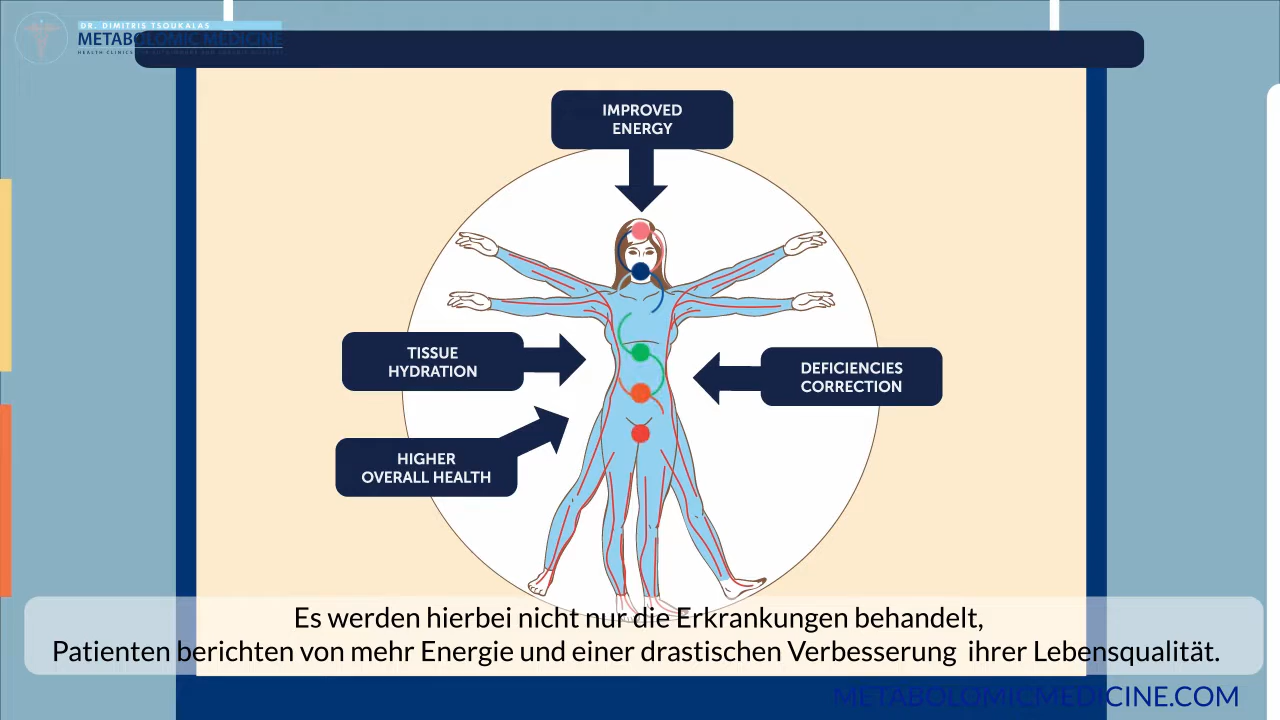 DR. DIMITRIS TSOUKALAS
METABOLOMIC MEDICINE
IMPROVED
ENERGY
TISSUE
HYDRATION
DEFICIENCIES
CORRECTION
HIGHER
OVERALL HEALTH
Es werden hierbei nicht nur die Erkrankungen behandelt,
Patienten berichten von mehr Energie und einer drastischen Verbesserung ihrer Lebensqualität.
METABOLOMICMEDICINE.COM